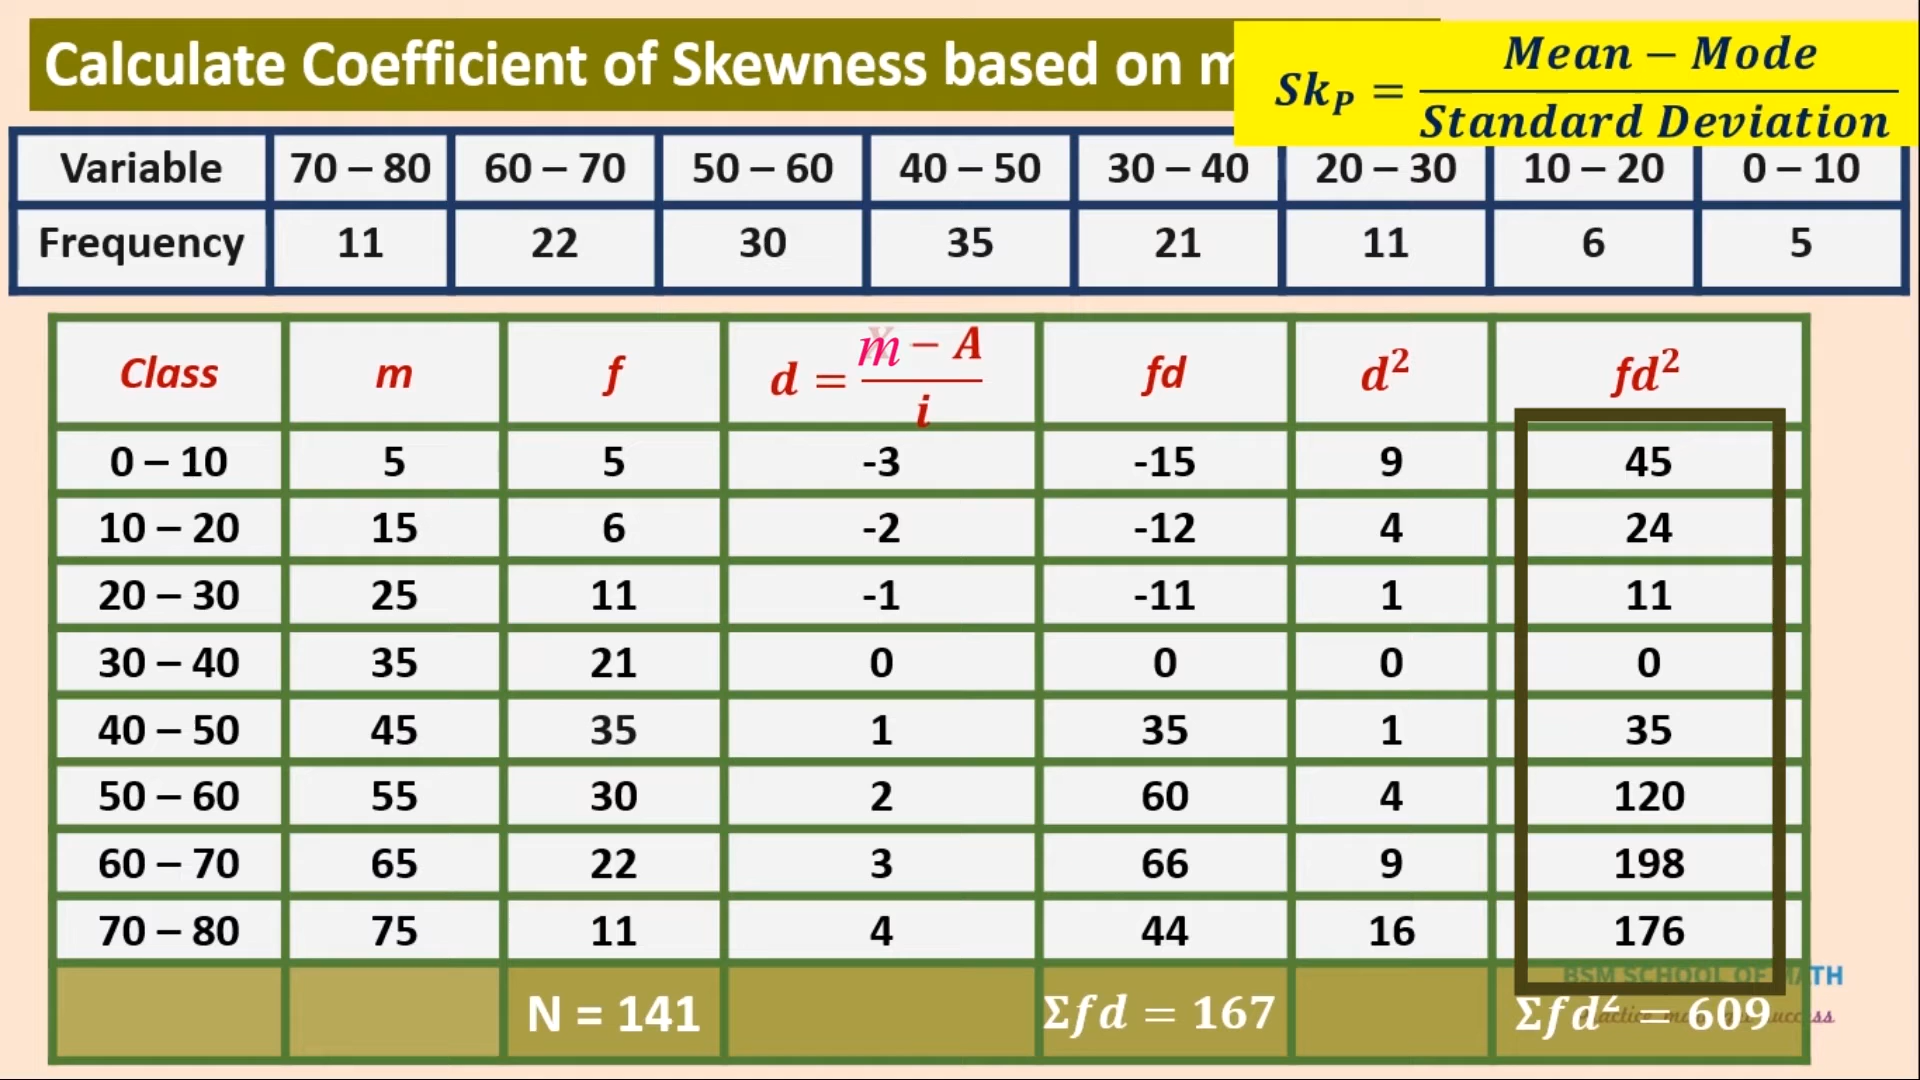 Calculate Coefficient of Skewness based on m
Sk_P = (Mean − Mode) / (Standard Deviation)
Variable 70 – 80 60 – 70 50 – 60 40 – 50 30 – 40 20 – 30 10 – 20 0 – 10
Frequency 11 22 30 35 21 11 6 5
Class m f d = (m − A) / i fd d² fd²
0 – 10 5 5 -3 -15 9 45
10 – 20 15 6 -2 -12 4 24
20 – 30 25 11 -1 -11 1 11
30 – 40 35 21 0 0 0 0
40 – 50 45 35 1 35 1 35
50 – 60 55 30 2 60 4 120
60 – 70 65 22 3 66 9 198
70 – 80 75 11 4 44 16 176
BSM SCHOOL OF MATH
N = 141 Σfd = 167 Σfd² = 609